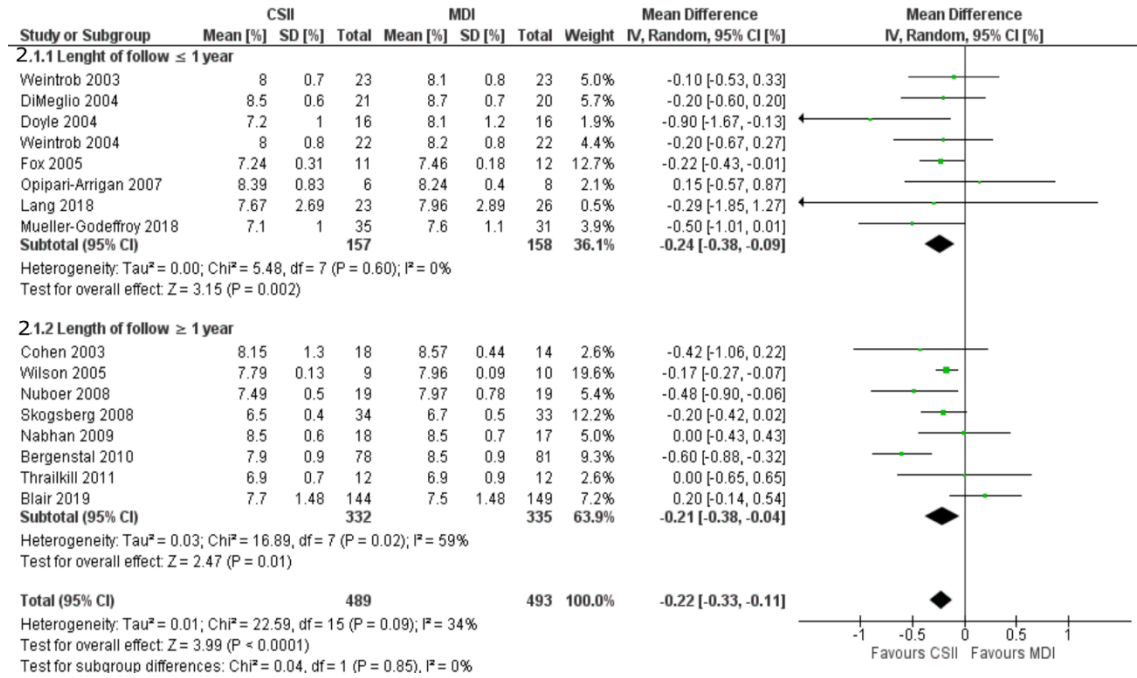 CSII MDI Mean Difference Mean Difference
Study or Subgroup Mean [%] SD [%] Total Mean [%] SD [%] Total Weight IV, Random, 95% CI [%] IV, Random, 95% CI [%]
2.1.1 Lenght of follow ≤ 1 year
Weintrob 2003 8 0.7 23 8.1 0.8 23 5.0% -0.10 [-0.53, 0.33]
DiMeglio 2004 8.5 0.6 21 8.7 0.7 20 5.7% -0.20 [-0.60, 0.20]
Doyle 2004 7.2 1 16 8.1 1.2 16 1.9% -0.90 [-1.67, -0.13]
Weintrob 2004 8 0.8 22 8.2 0.8 22 4.4% -0.20 [-0.67, 0.27]
Fox 2005 7.24 0.31 11 7.46 0.18 12 12.7% -0.22 [-0.43, -0.01]
Opipari-Arrigan 2007 8.39 0.83 6 8.24 0.4 8 2.1% 0.15 [-0.57, 0.87]
Lang 2018 7.67 2.69 23 7.96 2.89 26 0.5% -0.29 [-1.85, 1.27]
Mueller-Godeffroy 2018 7.1 1 35 7.6 1.1 31 3.9% -0.50 [-1.01, 0.01]
Subtotal (95% CI) 157 158 36.1% -0.24 [-0.38, -0.09]
Heterogeneity: Tau² = 0.00; Chi² = 5.48, df = 7 (P = 0.60); I² = 0%
Test for overall effect: Z = 3.15 (P = 0.002)
2.1.2 Length of follow ≥ 1 year
Cohen 2003 8.15 1.3 18 8.57 0.44 14 2.6% -0.42 [-1.06, 0.22]
Wilson 2005 7.79 0.13 9 7.96 0.09 10 19.6% -0.17 [-0.27, -0.07]
Nuboer 2008 7.49 0.5 19 7.97 0.78 19 5.4% -0.48 [-0.90, -0.06]
Skogsberg 2008 6.5 0.4 34 6.7 0.5 33 12.2% -0.20 [-0.42, 0.02]
Nabhan 2009 8.5 0.6 18 8.5 0.7 17 5.0% 0.00 [-0.43, 0.43]
Bergenstal 2010 7.9 0.9 78 8.5 0.9 81 9.3% -0.60 [-0.88, -0.32]
Thrailkill 2011 6.9 0.7 12 6.9 0.9 12 2.6% 0.00 [-0.65, 0.65]
Blair 2019 7.7 1.48 144 7.5 1.48 149 7.2% 0.20 [-0.14, 0.54]
Subtotal (95% CI) 332 335 63.9% -0.21 [-0.38, -0.04]
Heterogeneity: Tau² = 0.03; Chi² = 16.89, df = 7 (P = 0.02); I² = 59%
Test for overall effect: Z = 2.47 (P = 0.01)
Total (95% CI) 489 493 100.0% -0.22 [-0.33, -0.11]
Heterogeneity: Tau² = 0.01; Chi² = 22.59, df = 15 (P = 0.09); I² = 34%
Test for overall effect: Z = 3.99 (P < 0.0001)
Test for subgroup differences: Chi² = 0.04, df = 1 (P = 0.85), I² = 0%
-1 -0.5 0 0.5 1
Favours CSII Favours MDI